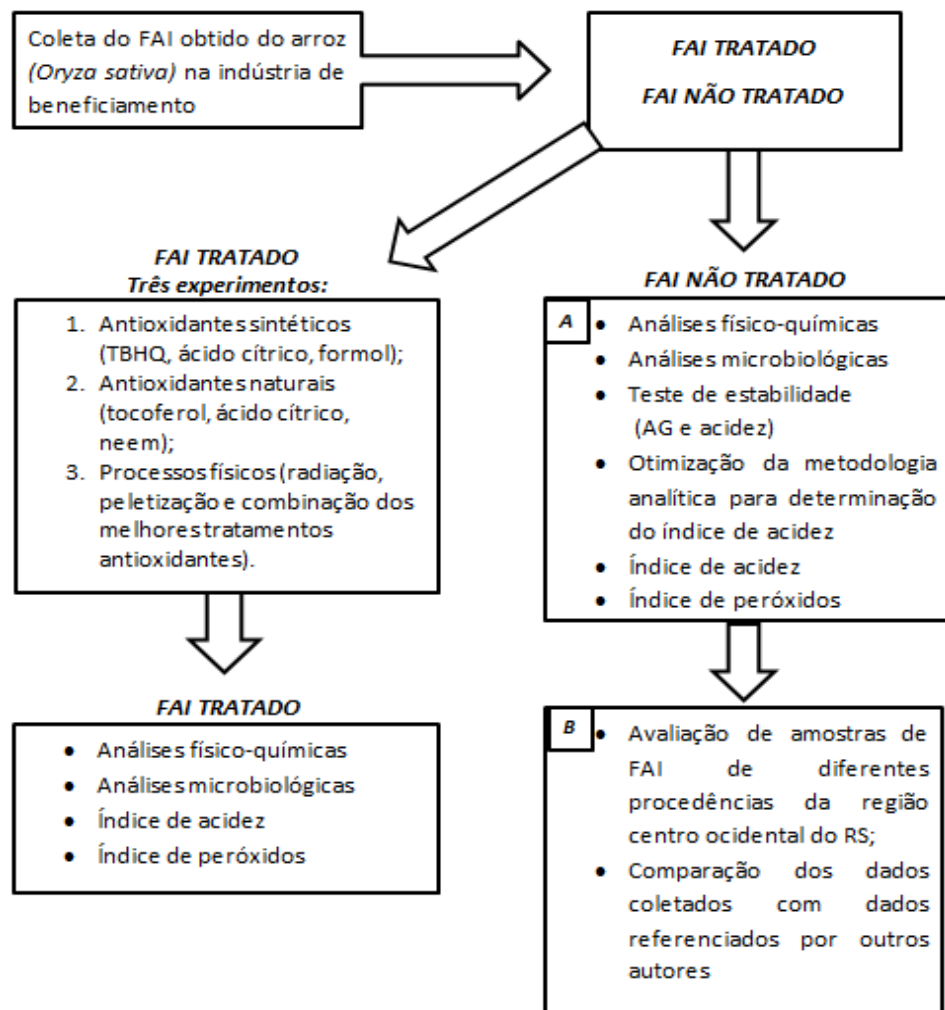 Coleta do FAI obtido do arroz
(Oryza sativa) na indústria de
beneficiamento
FAI TRATADO
FAI NÃO TRATADO
FAI TRATADO
Três experimentos:
1. Antioxidantes sintéticos
(TBHQ, ácido cítrico, formol);
2. Antioxidantes naturais
(tocoferol, ácido cítrico,
neem);
3. Processos físicos (radiação,
peletização e combinação dos
melhores tratamentos
antioxidantes).
FAI TRATADO
• Análises físico-químicas
• Análises microbiológicas
• Índice de acidez
• Índice de peróxidos
FAI NÃO TRATADO
A
• Análises físico-químicas
• Análises microbiológicas
• Teste de estabilidade
(AG e acidez)
• Otimização da metodologia
analítica para determinação
do índice de acidez
• Índice de acidez
• Índice de peróxidos
B
• Avaliação de amostras de
FAI de diferentes
procedências da região
centro ocidental do RS;
• Comparação dos dados
coletados com dados
referenciados por outros
autores